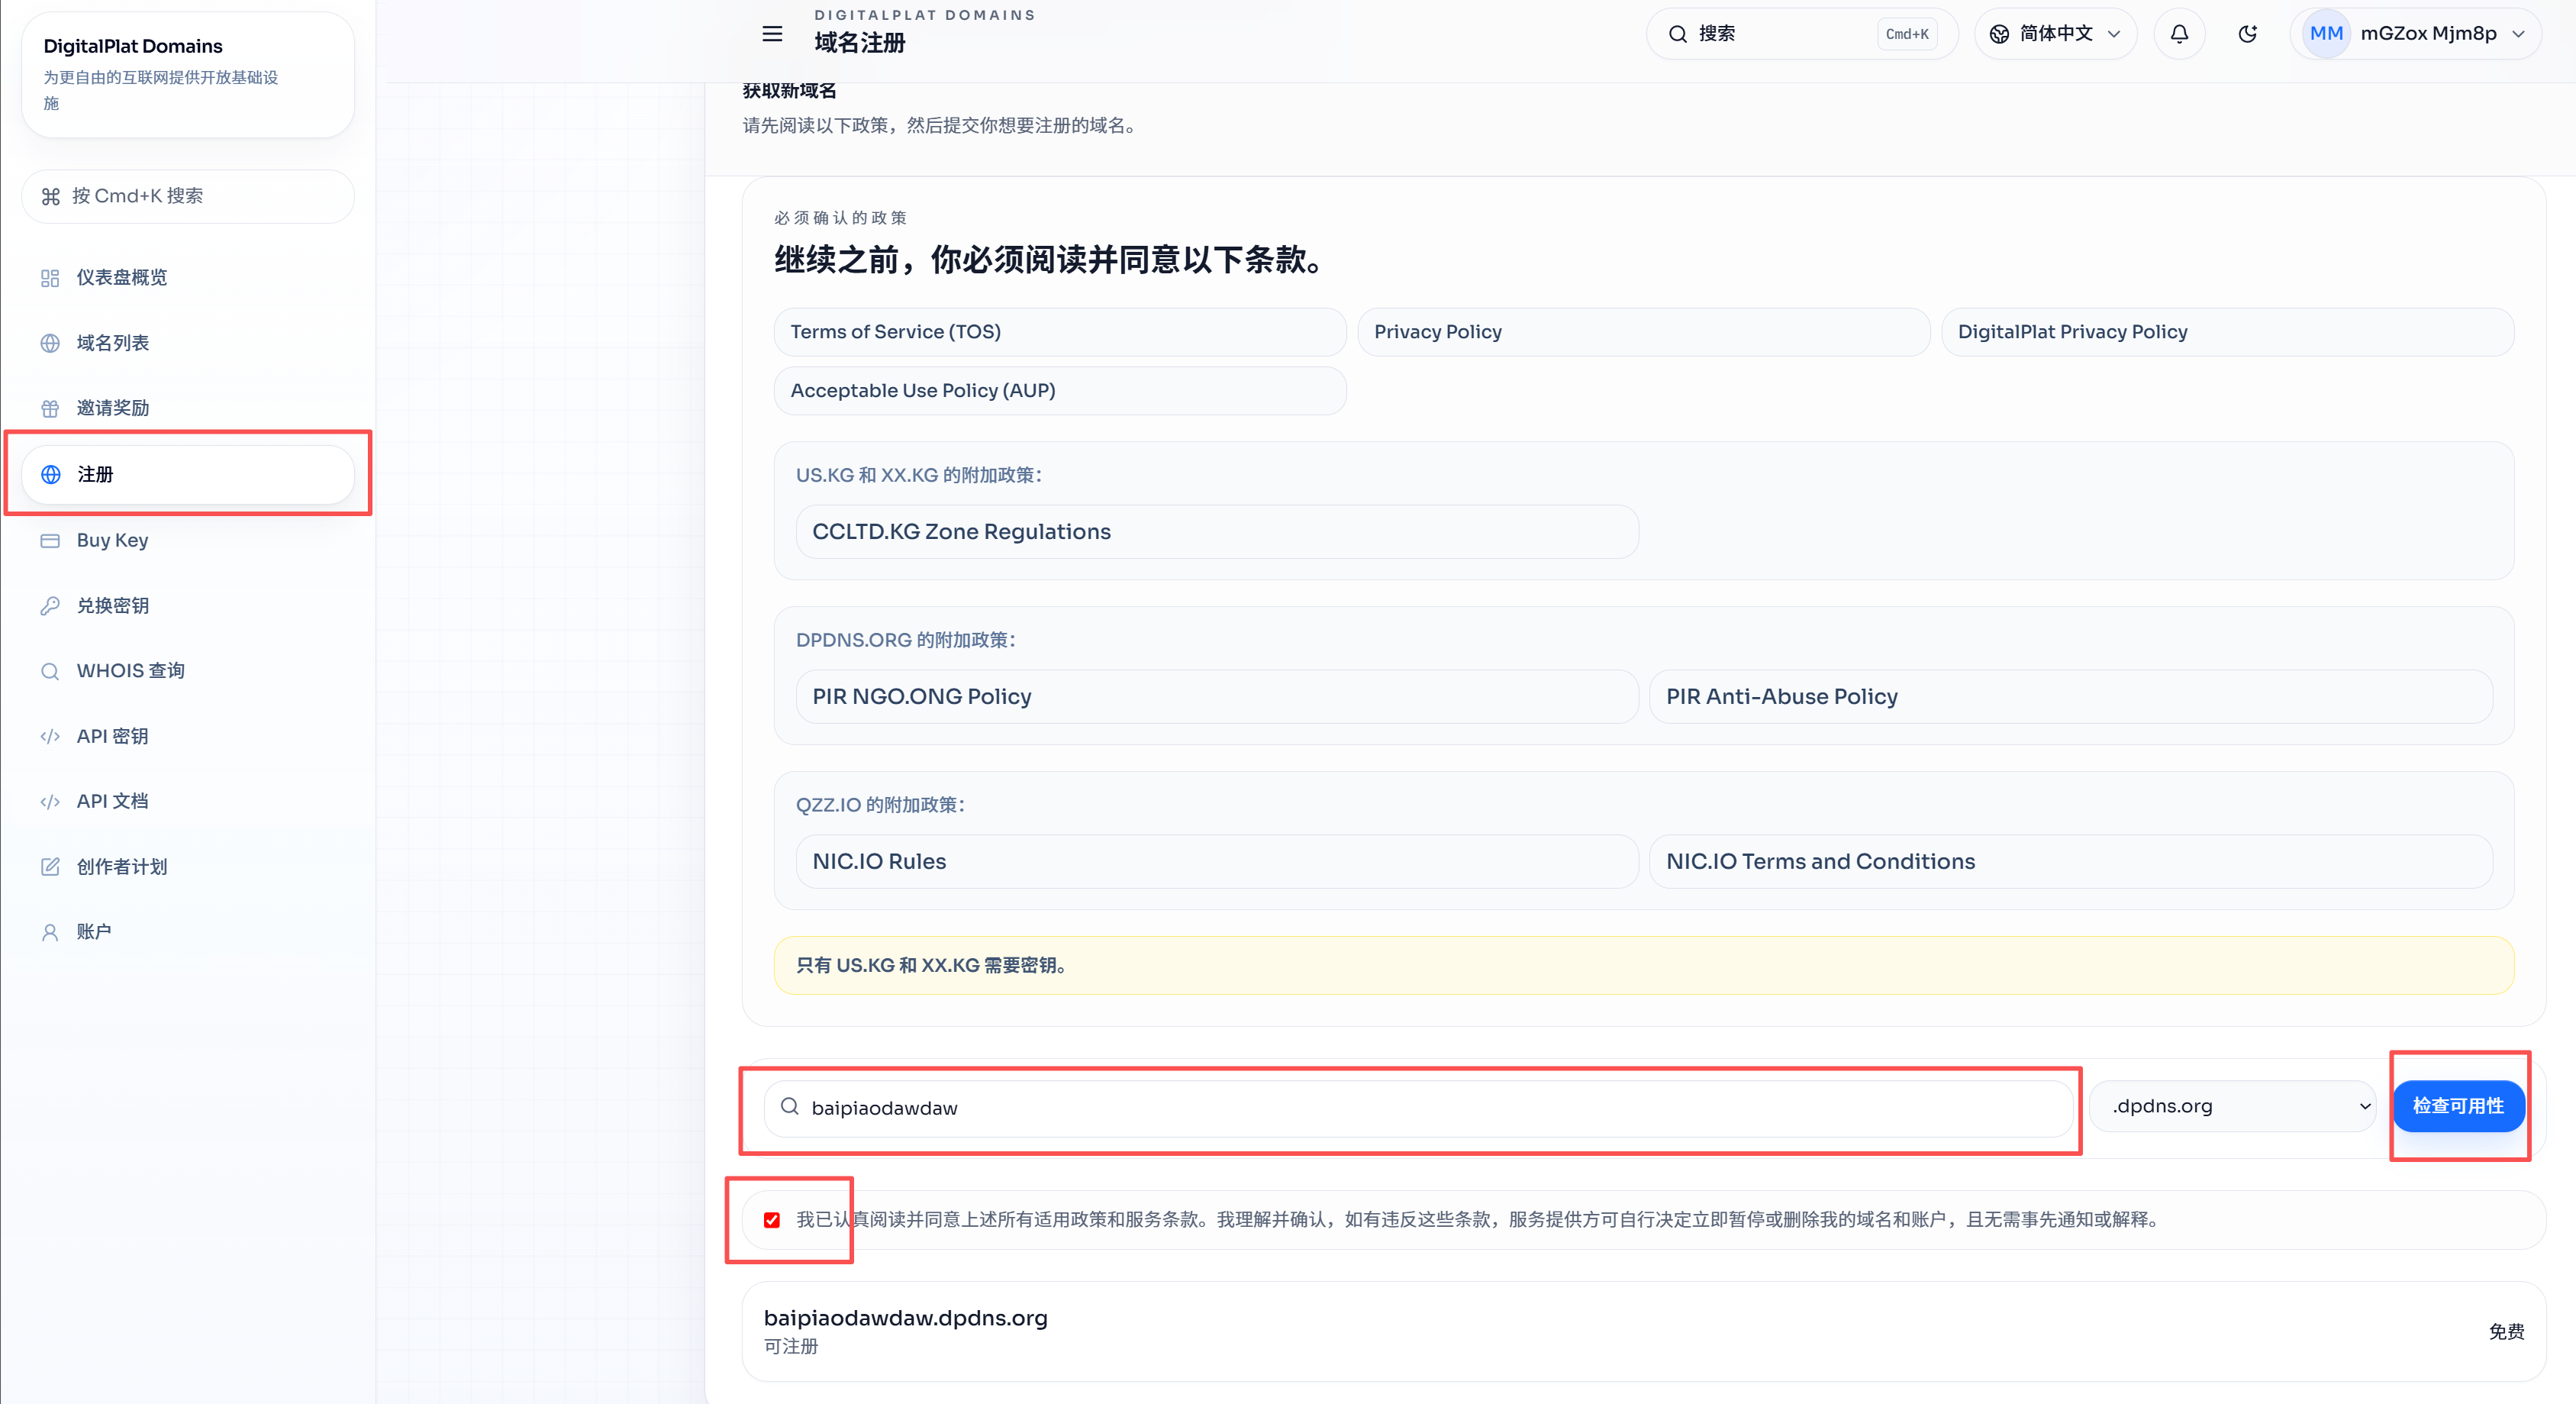 DigitalPlat Domains
为更自由的互联网提供开放基础设
施
按 Cmd+K 搜索
仪表盘概览
域名列表
邀请奖励
注册
Buy Key
兑换密钥
WHOIS 查询
API 密钥
API 文档
创作者计划
账户
DIGITALPLAT DOMAINS
域名注册
搜索
Cmd+K
简体中文
MM
mGZox Mjm8p
获取新域名
请先阅读以下政策，然后提交你想要注册的域名。
必须确认的政策
继续之前，你必须阅读并同意以下条款。
Terms of Service (TOS)
Privacy Policy
DigitalPlat Privacy Policy
Acceptable Use Policy (AUP)
US.KG 和 XX.KG 的附加政策：
CCLTD.KG Zone Regulations
DPDNS.ORG 的附加政策：
PIR NGO.ONG Policy
PIR Anti-Abuse Policy
QZZ.IO 的附加政策：
NIC.IO Rules
NIC.IO Terms and Conditions
只有 US.KG 和 XX.KG 需要密钥。
baipiaodawdaw
.dpdns.org
检查可用性
我已认真阅读并同意上述所有适用政策和服务条款。我理解并确认，如有违反这些条款，服务提供方可自行决定立即暂停或删除我的域名和账户，且无需事先通知或解释。
baipiaodawdaw.dpdns.org
可注册
免费